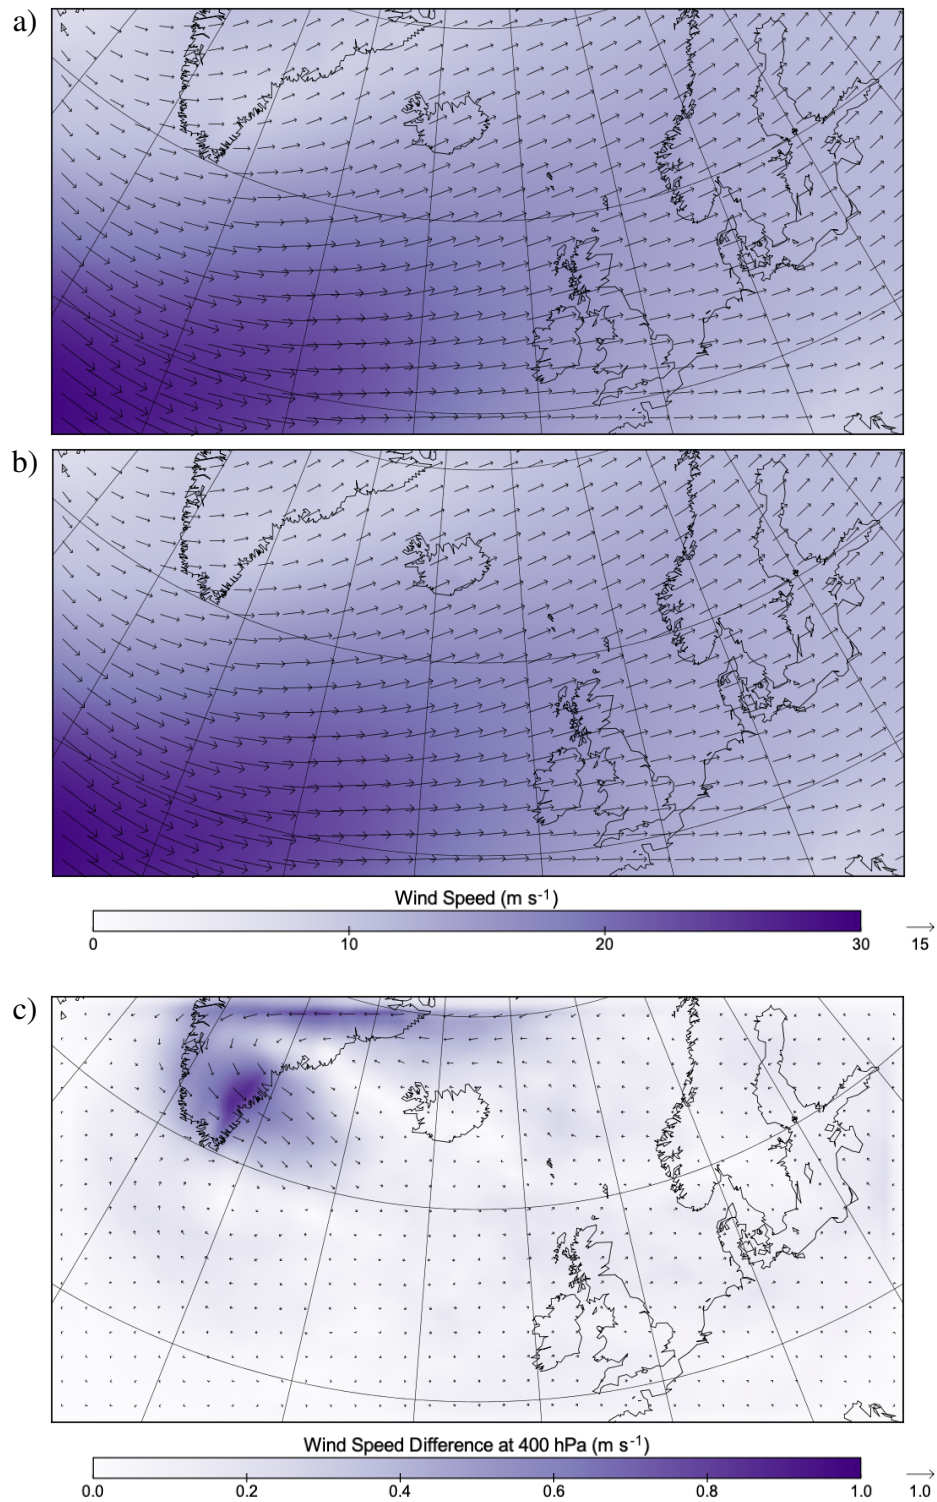 a)
b)
Wind Speed (m s-1)
0 10 20 30 15
c)
Wind Speed Difference at 400 hPa (m s-1)
0.0 0.2 0.4 0.6 0.8 1.0 1.0